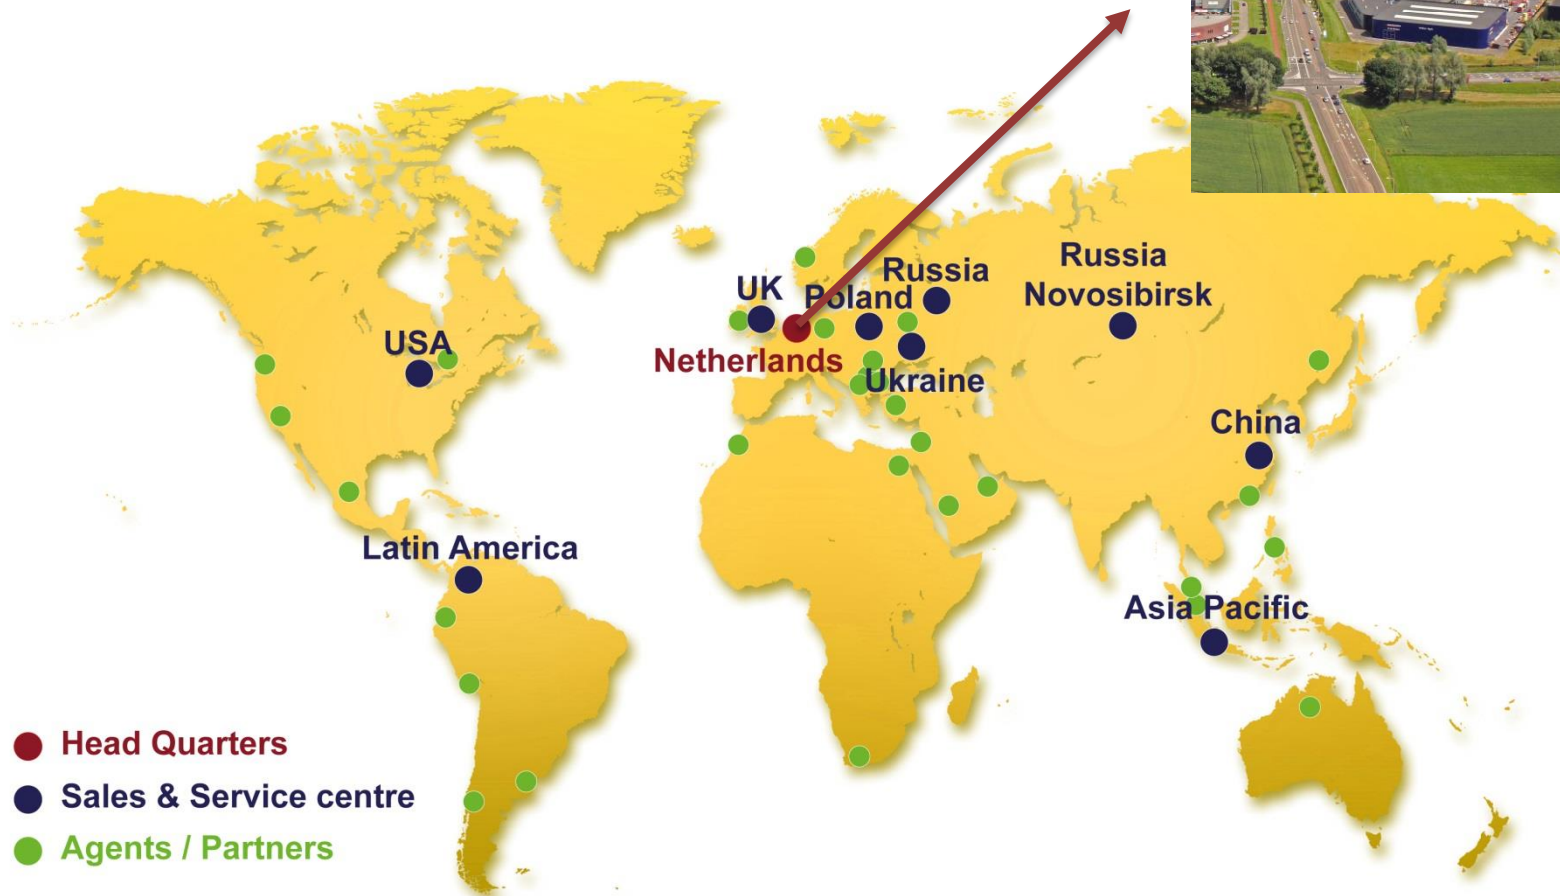 Russia
Russia
Novosibirsk
UK
Poland
USA
Netherlands
Ukraine
China
Latin America
Asia Pacific
Head Quarters
Sales & Service centre
Agents / Partners